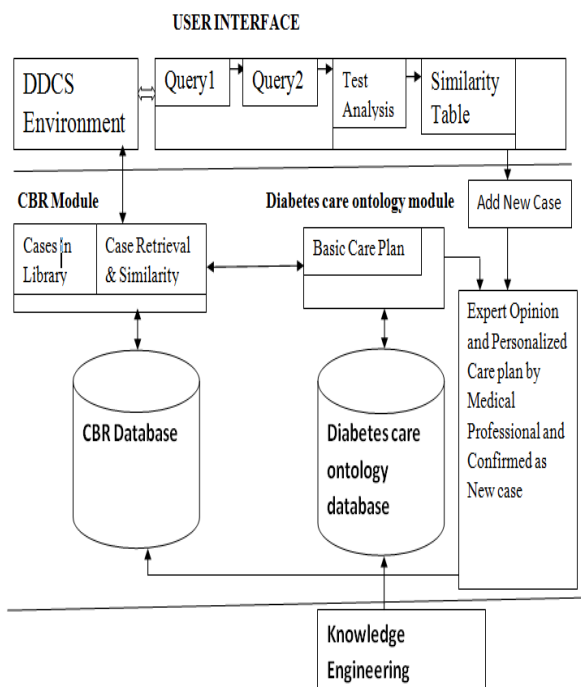 USER INTERFACE
DDCS
Environment
Query1
Query2
Test
Analysis
Similarity
Table
CBR Module
Diabetes care ontology module
Add New Case
Cases in
Library
Case Retrieval
& Similarity
Basic Care Plan
Expert Opinion
and Personalized
Care plan by
Medical
Professional and
Confirmed as
New case
CBR Database
Diabetes care
ontology
database
Knowledge
Engineering